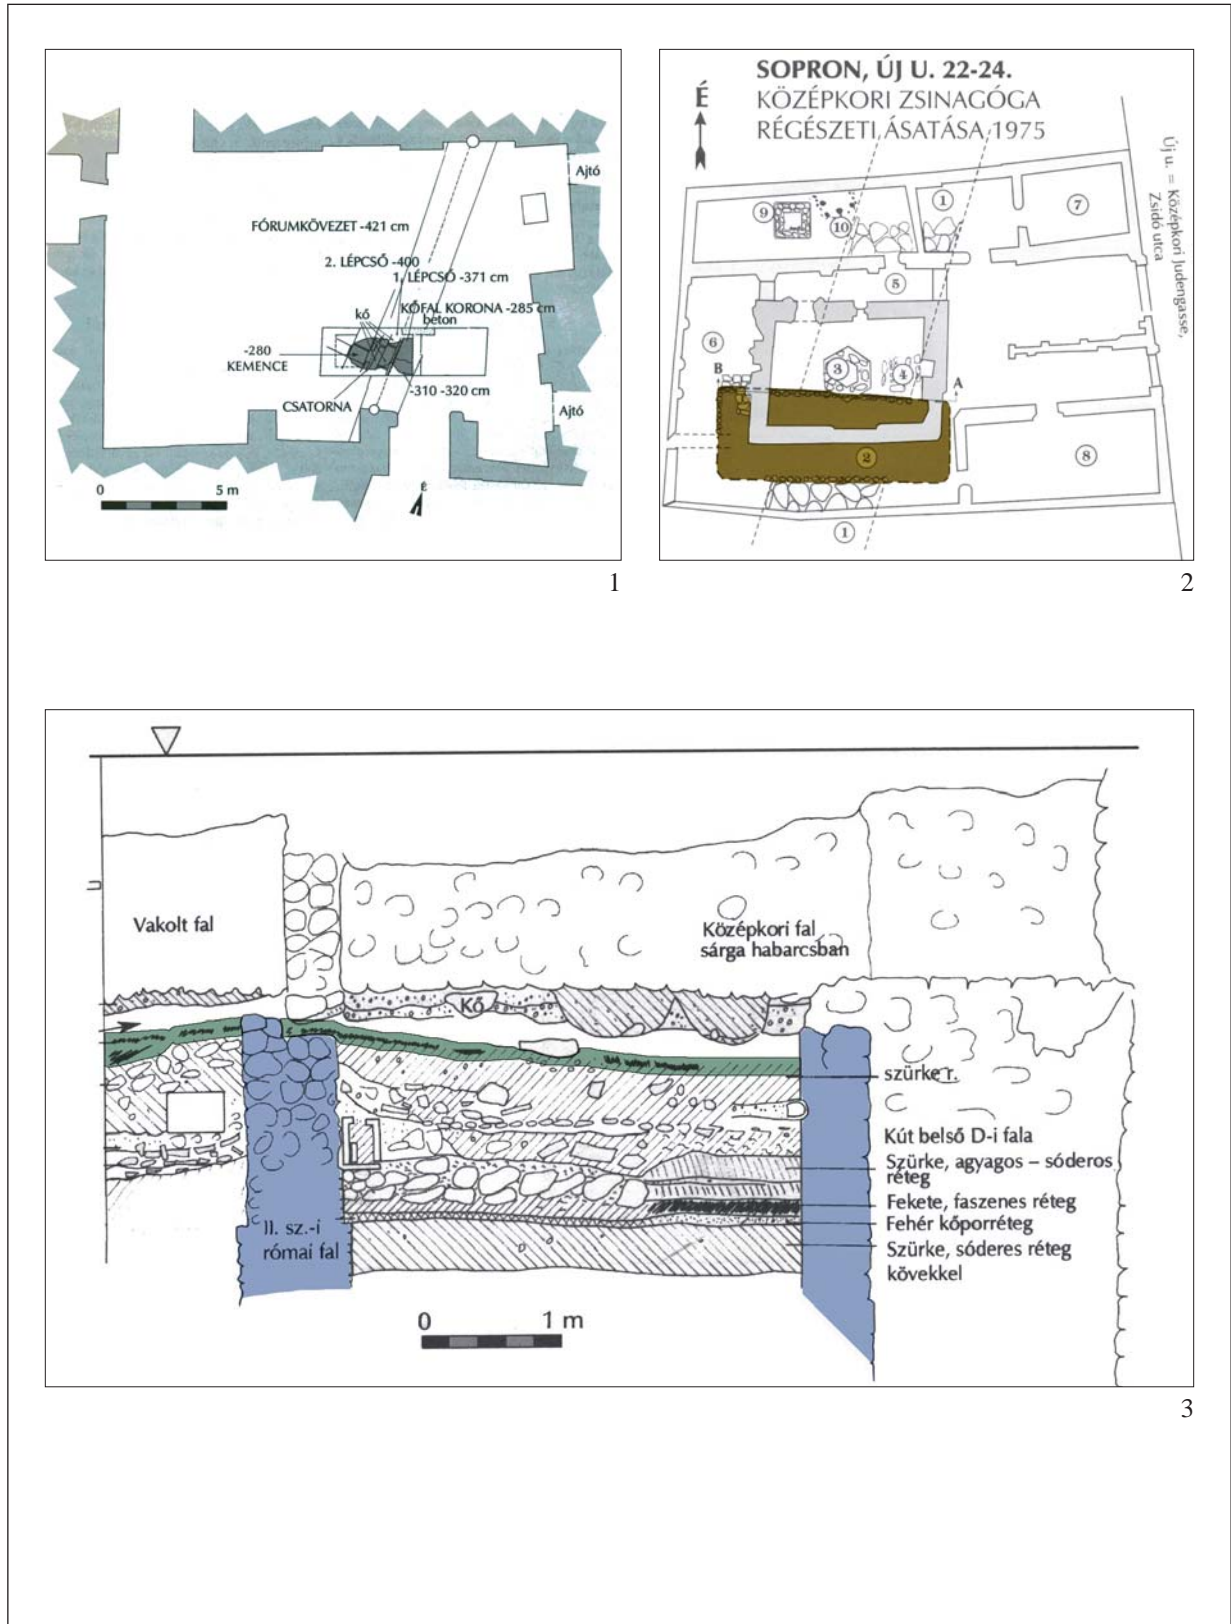 Ajtó
FÓRUMKÖVEZET -421 cm
2. LÉPCSŐ -400
1. LÉPCSŐ -371 cm
KŐFAL KORONA -285 cm
kő
béton
-280
KEMENCE
-310 -320 cm
CSATORNA
Ajtó
0 5 m
É
1
SOPRON, ÚJ U. 22-24.
KÖZÉPKORI ZSINAGÓGA
RÉGÉSZETI ÁSATÁSA 1975
É
Új u. = Középkori Judengasse,
Zsidó utca
9
10
1
7
5
6
B
3
4
A
2
8
1
2
U
Vakolt fal
Középkori fal
sárga habarcsban
Kő
szürke r.
Kút belső D-i fala
Szürke, agyagos – sóderos
réteg
Fekete, faszenes réteg
Fehér kőporréteg
Szürke, sóderes réteg
kövekkel
II. sz.-i
római fal
0 1 m
3